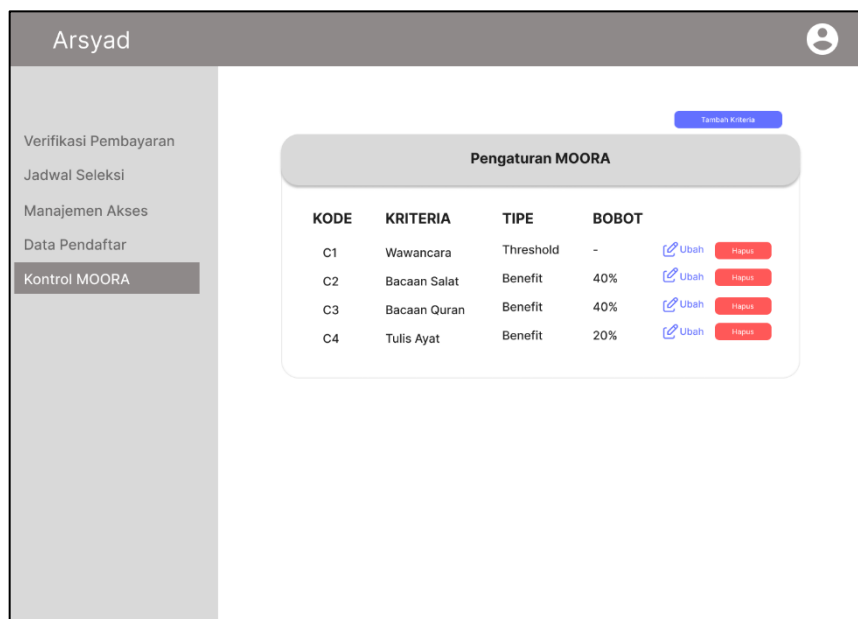 Arsyad
Verifikasi Pembayaran
Jadwal Seleksi
Manajemen Akses
Data Pendaftar
Kontrol MOORA
Tambah Kriteria
Pengaturan MOORA
KODE KRITERIA TIPE BOBOT
C1 Wawancara Threshold - Ubah Hapus
C2 Bacaan Salat Benefit 40% Ubah Hapus
C3 Bacaan Quran Benefit 40% Ubah Hapus
C4 Tulis Ayat Benefit 20% Ubah Hapus